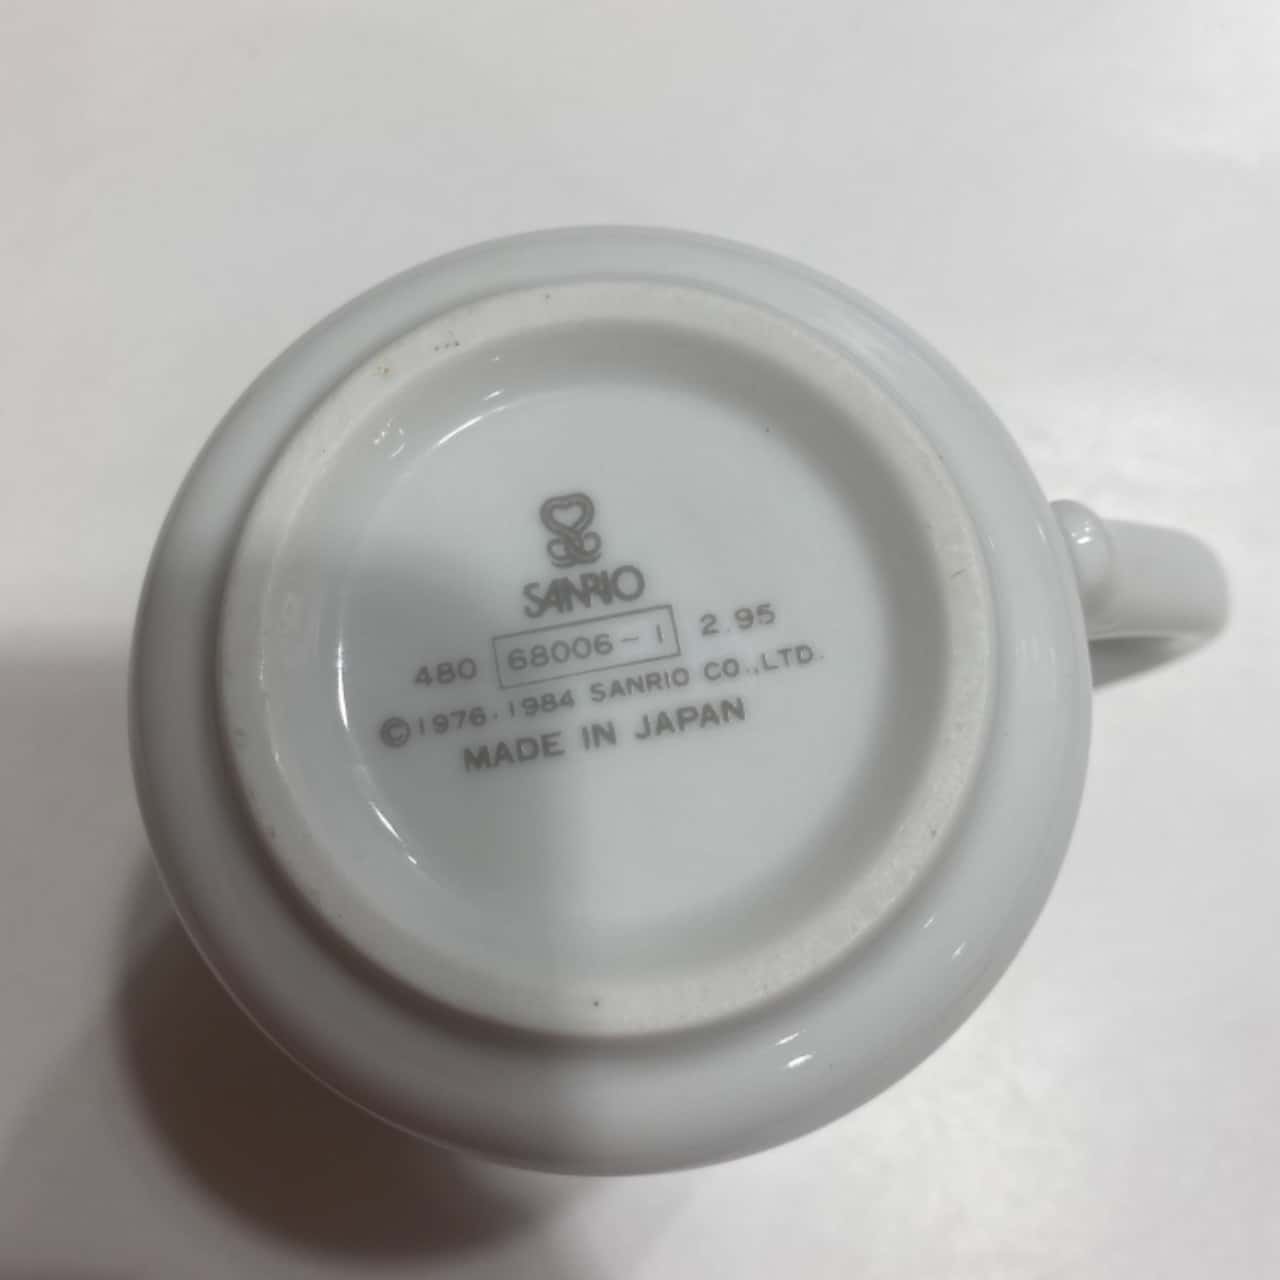 SANRIO
480 68006-1 2.95
©1976.1984 SANRIO CO.,LTD.
MADE IN JAPAN